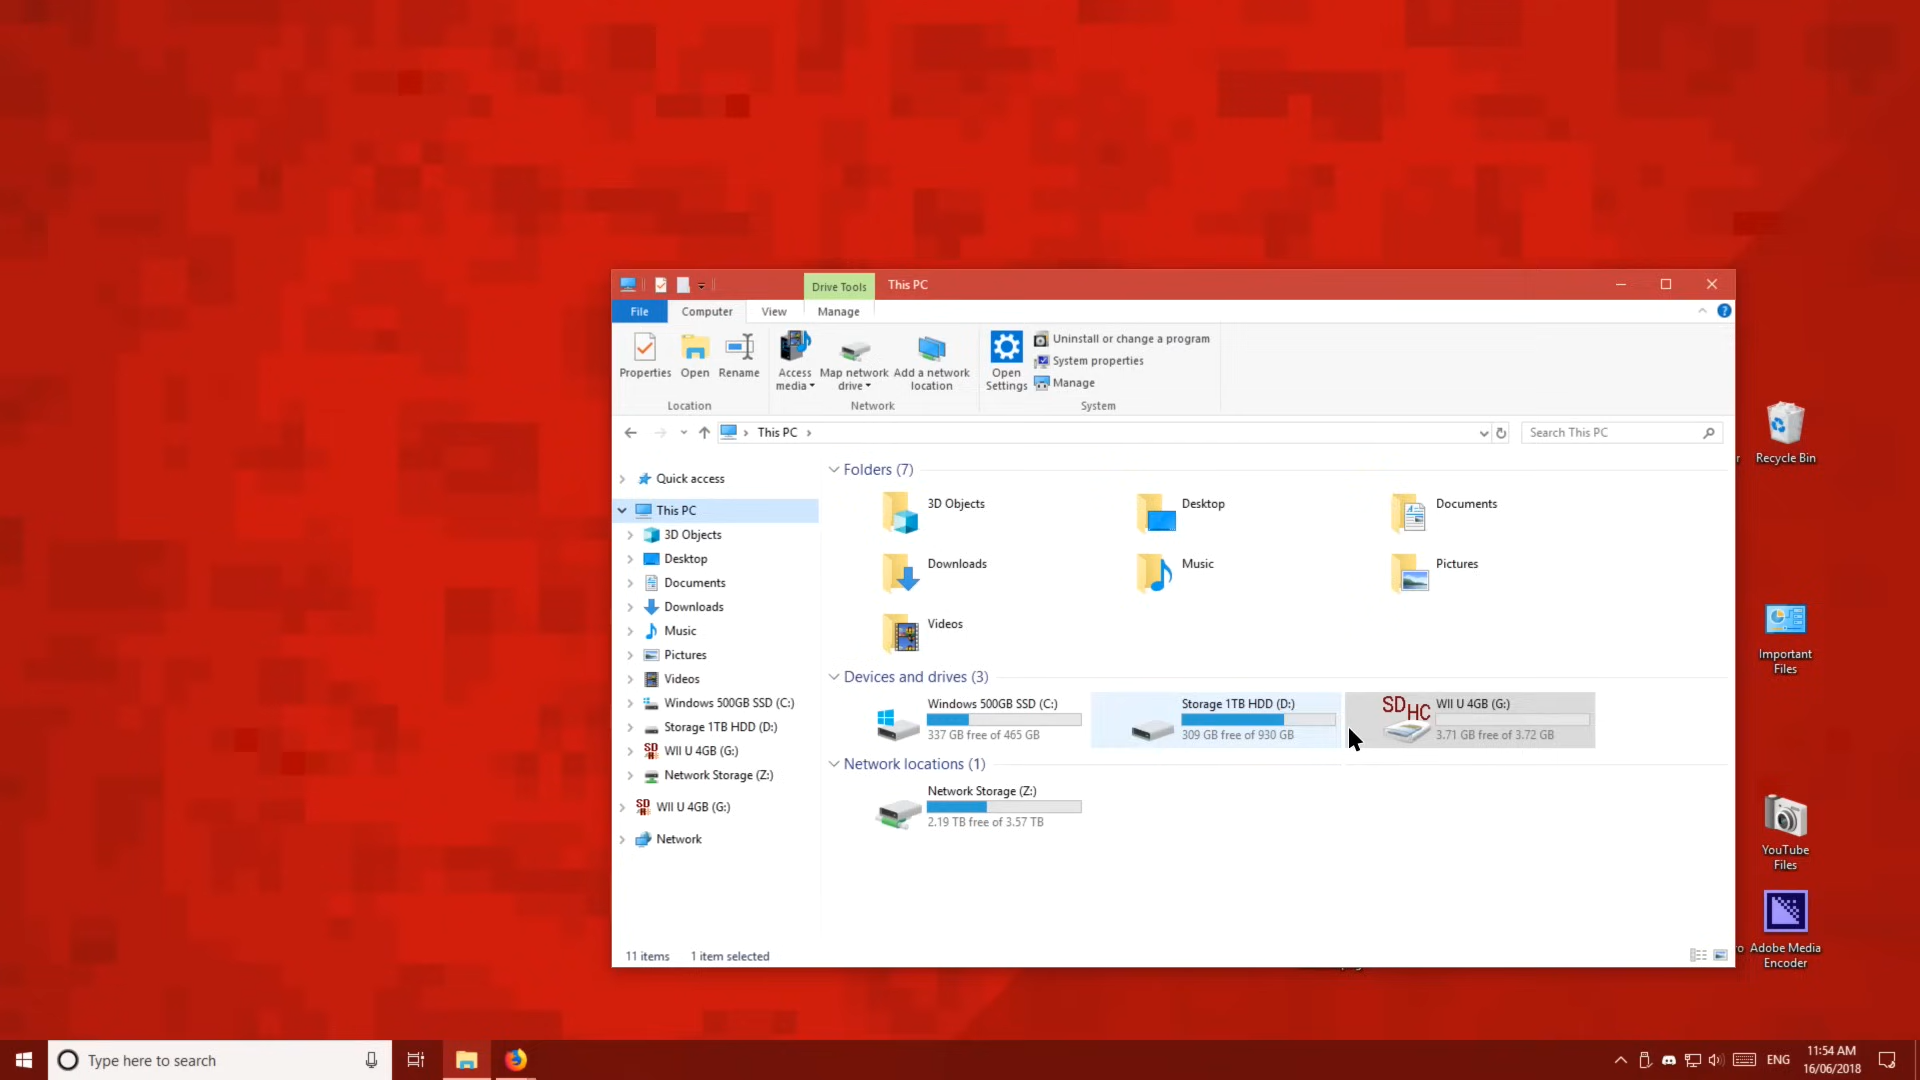 Drive Tools
This PC
File
Computer
View
Manage
Properties
Open
Rename
Access media
Map network drive
Add a network location
Open Settings
Uninstall or change a program
System properties
Manage
Location
Network
System
This PC
Search This PC
Quick access
This PC
3D Objects
Desktop
Documents
Downloads
Music
Pictures
Videos
Windows 500GB SSD (C:)
Storage 1TB HDD (D:)
WII U 4GB (G:)
Network Storage (Z:)
WII U 4GB (G:)
Network
Folders (7)
3D Objects
Desktop
Documents
Downloads
Music
Pictures
Videos
Devices and drives (3)
Windows 500GB SSD (C:)
337 GB free of 465 GB
Storage 1TB HDD (D:)
309 GB free of 930 GB
SDHC
WII U 4GB (G:)
3.71 GB free of 3.72 GB
Network locations (1)
Network Storage (Z:)
2.19 TB free of 3.57 TB
11 items
1 item selected
Recycle Bin
Important
Files
YouTube
Files
Adobe Media
Encoder
Type here to search
ENG
11:54 AM
16/06/2018